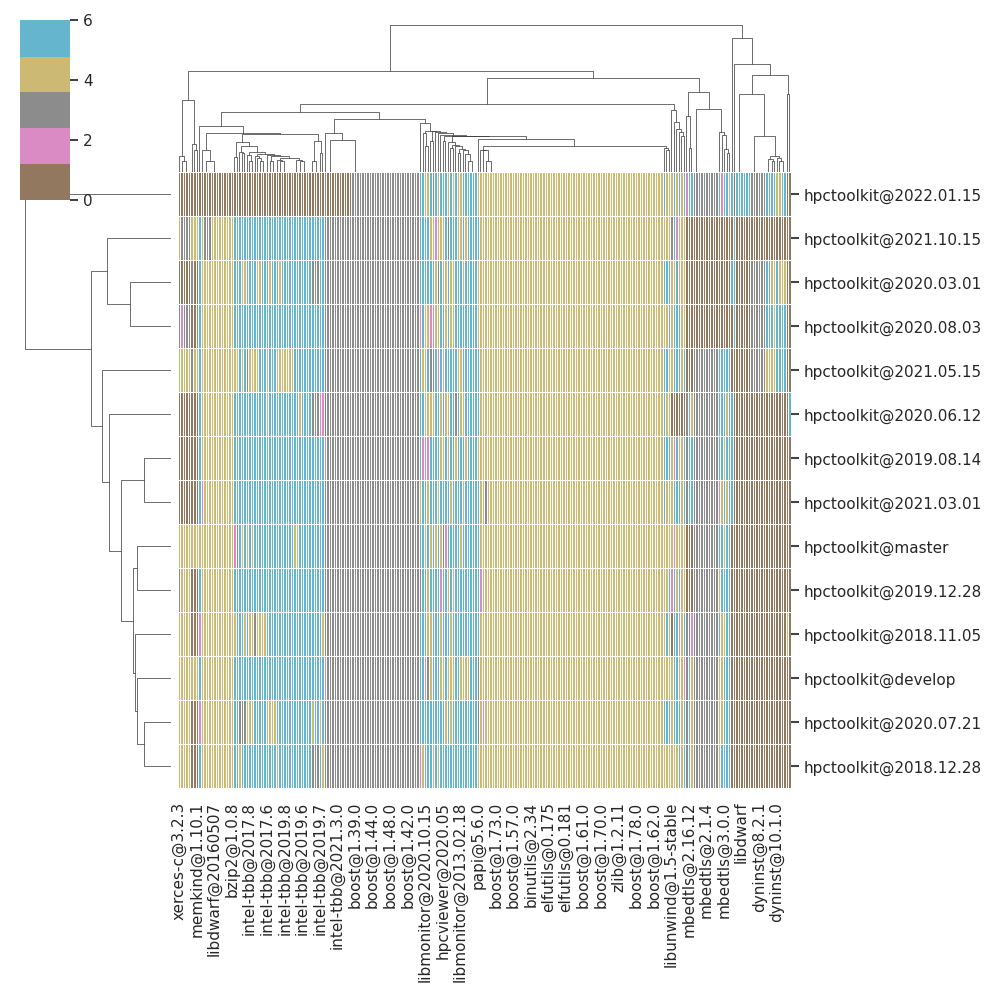 6
4
2
0
hpctoolkit@2022.01.15
hpctoolkit@2021.10.15
hpctoolkit@2020.03.01
hpctoolkit@2020.08.03
hpctoolkit@2021.05.15
hpctoolkit@2020.06.12
hpctoolkit@2019.08.14
hpctoolkit@2021.03.01
hpctoolkit@master
hpctoolkit@2019.12.28
hpctoolkit@2018.11.05
hpctoolkit@develop
hpctoolkit@2020.07.21
hpctoolkit@2018.12.28
xerces-c@3.2.3
memkind@1.10.1
libdwarf@20160507
bzip2@1.0.8
intel-tbb@2017.8
intel-tbb@2017.6
intel-tbb@2019.8
intel-tbb@2019.6
intel-tbb@2019.7
intel-tbb@2021.3.0
boost@1.39.0
boost@1.44.0
boost@1.48.0
boost@1.42.0
libmonitor@2020.10.15
hpcviewer@2020.05
libmonitor@2013.02.18
papi@5.6.0
boost@1.73.0
boost@1.57.0
binutils@2.34
elfutils@0.175
elfutils@0.181
boost@1.61.0
boost@1.70.0
zlib@1.2.11
boost@1.78.0
boost@1.62.0
libunwind@1.5-stable
mbedtls@2.16.12
mbedtls@2.1.4
mbedtls@3.0.0
libdwarf
dyninst@8.2.1
dyninst@10.1.0